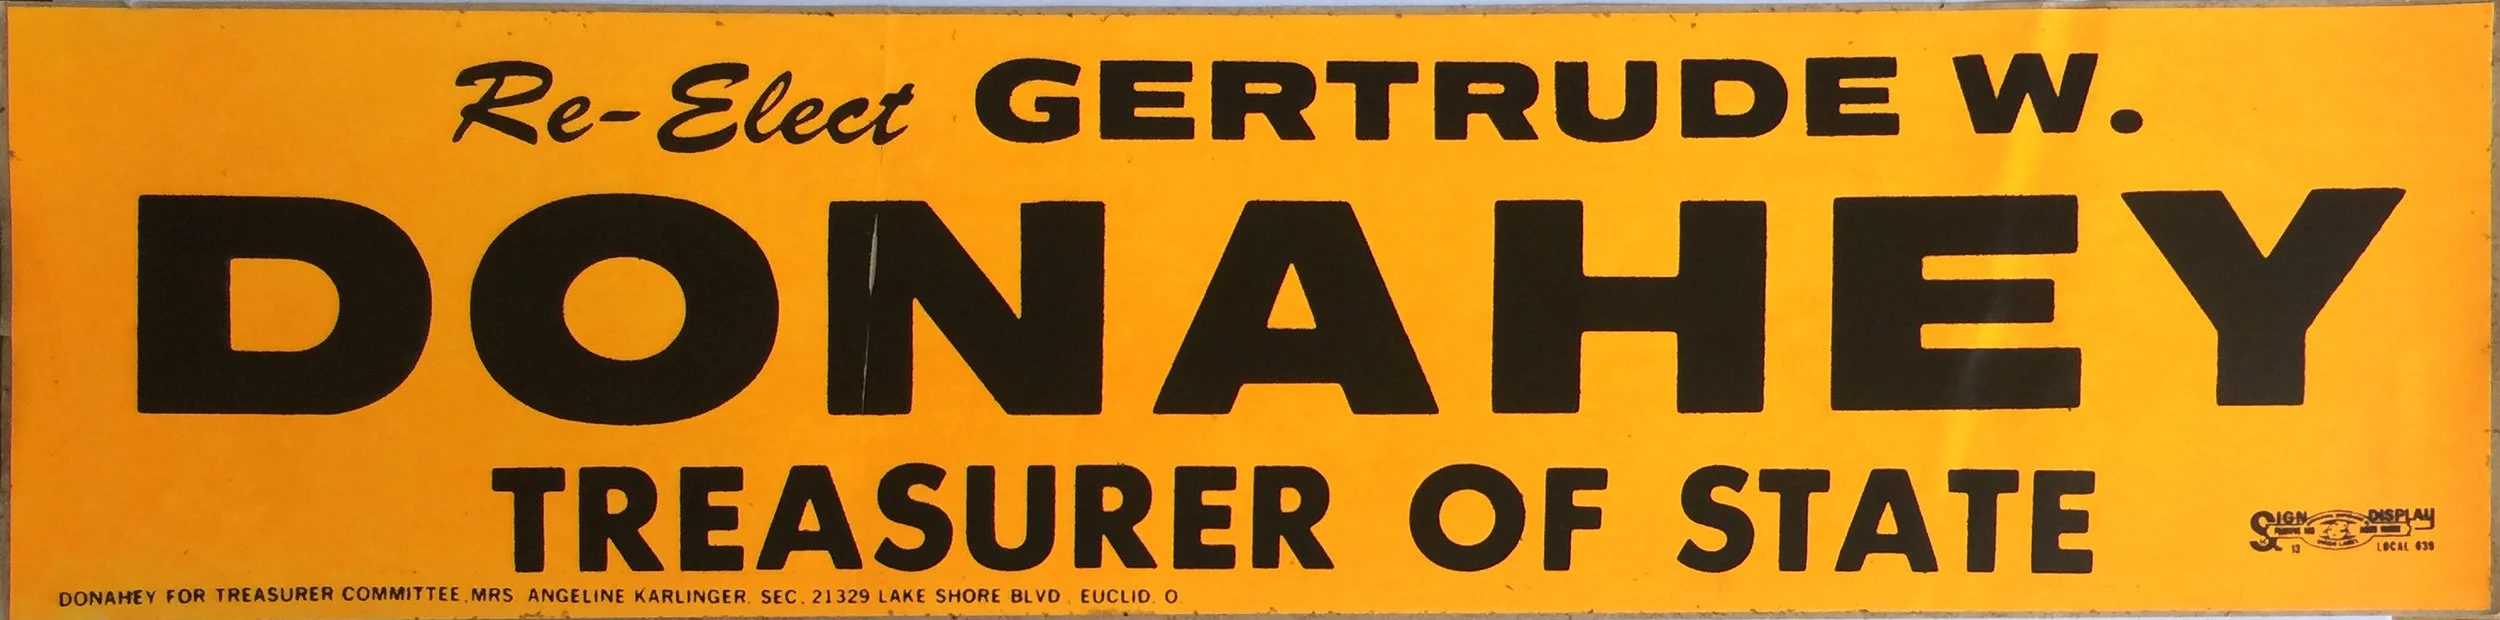 Re-Elect GERTRUDE W.
DONAHEY
TREASURER OF STATE
SIGN DISPLAY
13 LOCAL 639
DONAHEY FOR TREASURER COMMITTEE, MRS. ANGELINE KARLINGER, SEC., 21329 LAKE SHORE BLVD., EUCLID, O.